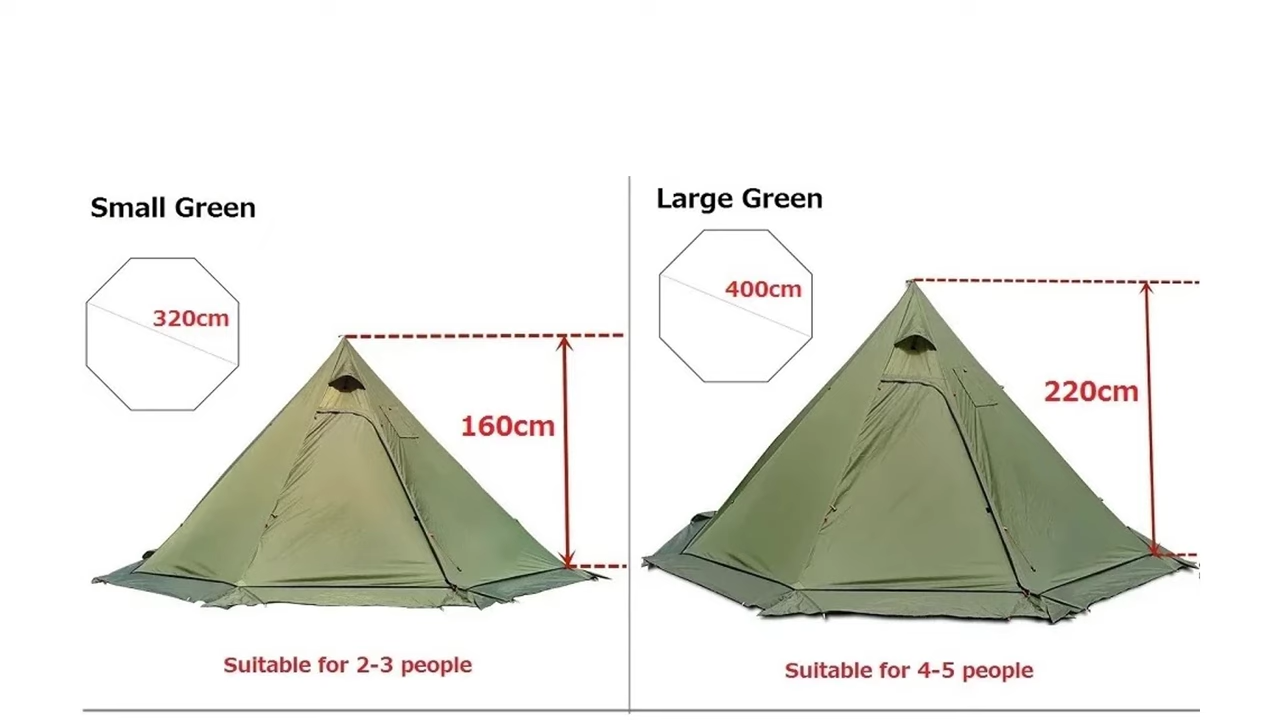 Small Green
320cm
160cm
Suitable for 2-3 people
Large Green
400cm
220cm
Suitable for 4-5 people